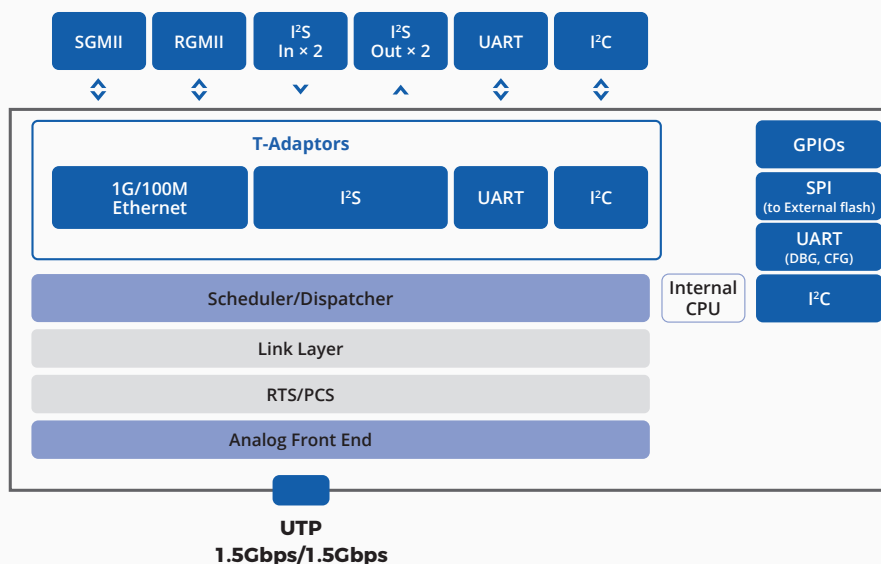 SGMII
RGMII
I²S
In × 2
I²S
Out × 2
UART
I²C
T-Adaptors
1G/100M
Ethernet
I²S
UART
I²C
GPIOs
SPI
(to External flash)
UART
(DBG, CFG)
I²C
Scheduler/Dispatcher
Internal
CPU
Link Layer
RTS/PCS
Analog Front End
UTP
1.5Gbps/1.5Gbps